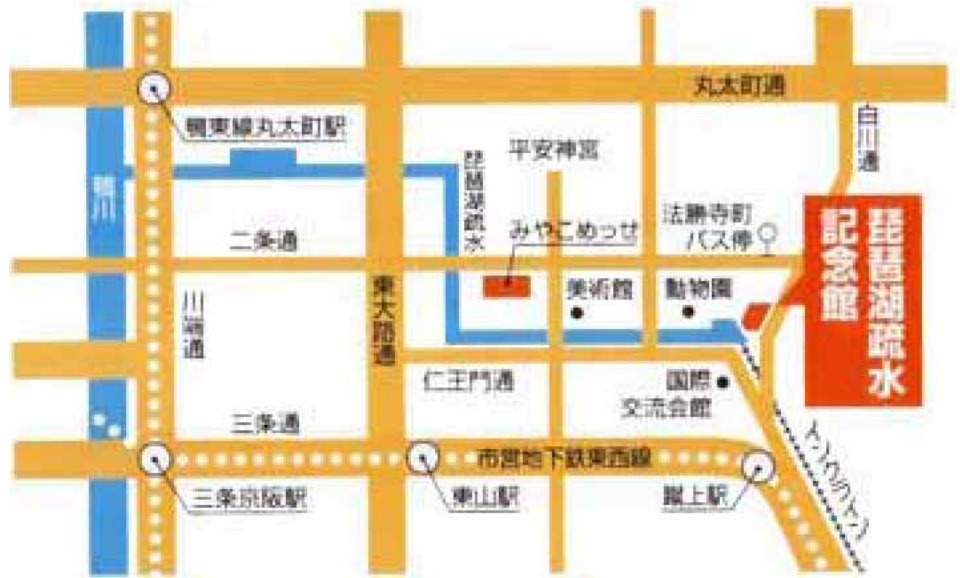 丸太町通
鴨東線丸太町駅
白川通
鴨川
琵琶湖疏水
平安神宮
みやこめっせ
法勝寺町
バス停
琵琶湖疏水
記念館
二条通
川端通
東大路通
美術館
動物園
仁王門通
国際
交流会館
三条通
市営地下鉄東西線
インクライン
三条京阪駅
東山駅
蹴上駅